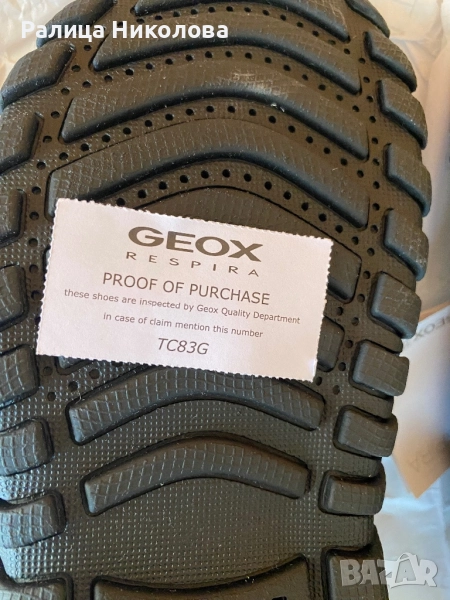 Ралица Николова
GEOX
RESPIRA
PROOF OF PURCHASE
these shoes are inspected by Geox Quality Department
in case of claim mention this number
TC83G
BAZAR